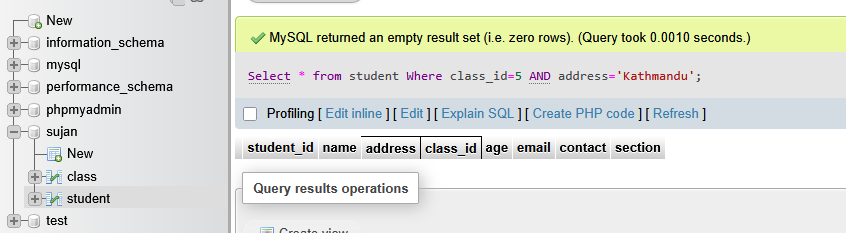 New
information_schema
mysql
performance_schema
phpmyadmin
sujan
New
class
student
test
MySQL returned an empty result set (i.e. zero rows). (Query took 0.0010 seconds.)
Select * from student Where class_id=5 AND address='Kathmandu';
Profiling [ Edit inline ] [ Edit ] [ Explain SQL ] [ Create PHP code ] [ Refresh ]
student_id name address class_id age email contact section
Query results operations
Create view